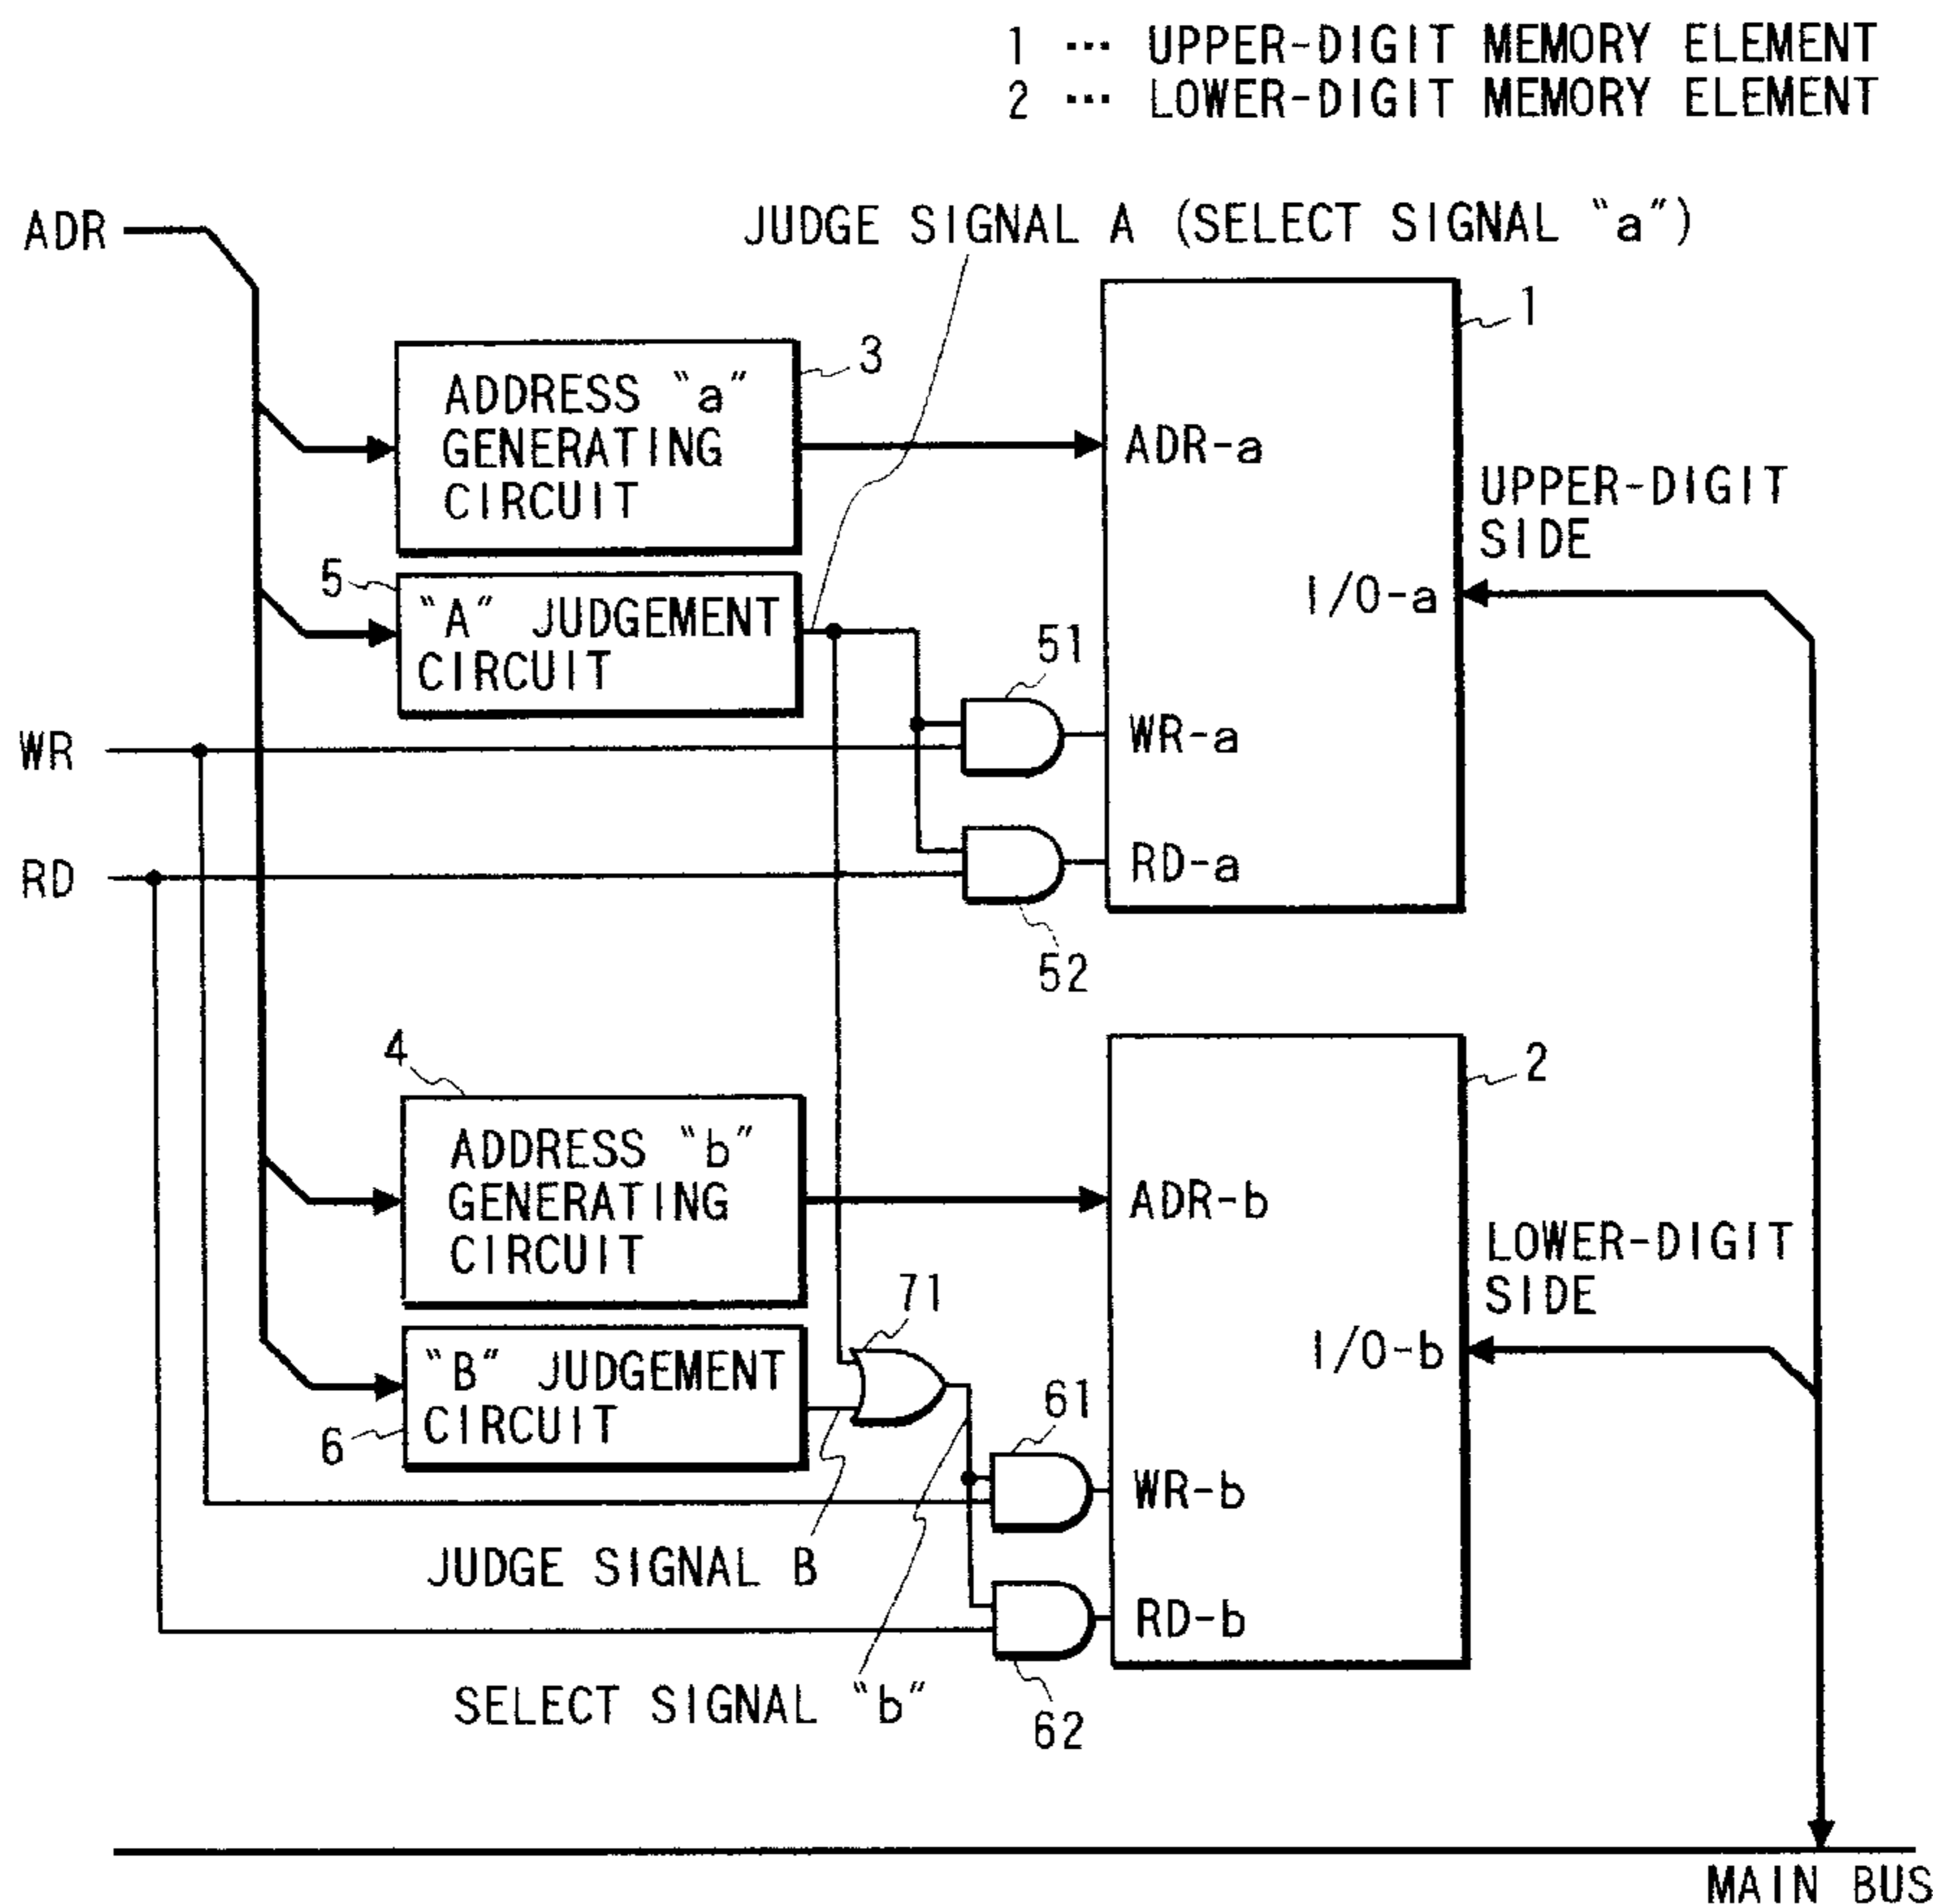 1 ··· UPPER-DIGIT MEMORY ELEMENT
2 ··· LOWER-DIGIT MEMORY ELEMENT
ADR
JUDGE SIGNAL A (SELECT SIGNAL "a")
1
3
ADDRESS "a"
GENERATING
CIRCUIT
ADR-a
UPPER-DIGIT
SIDE
5
"A" JUDGEMENT
CIRCUIT
I/O-a
51
WR
WR-a
RD
RD-a
52
4
2
ADDRESS "b"
GENERATING
CIRCUIT
ADR-b
LOWER-DIGIT
SIDE
71
"B" JUDGEMENT
CIRCUIT
6
I/O-b
61
WR-b
JUDGE SIGNAL B
RD-b
SELECT SIGNAL "b"
62
MAIN BUS